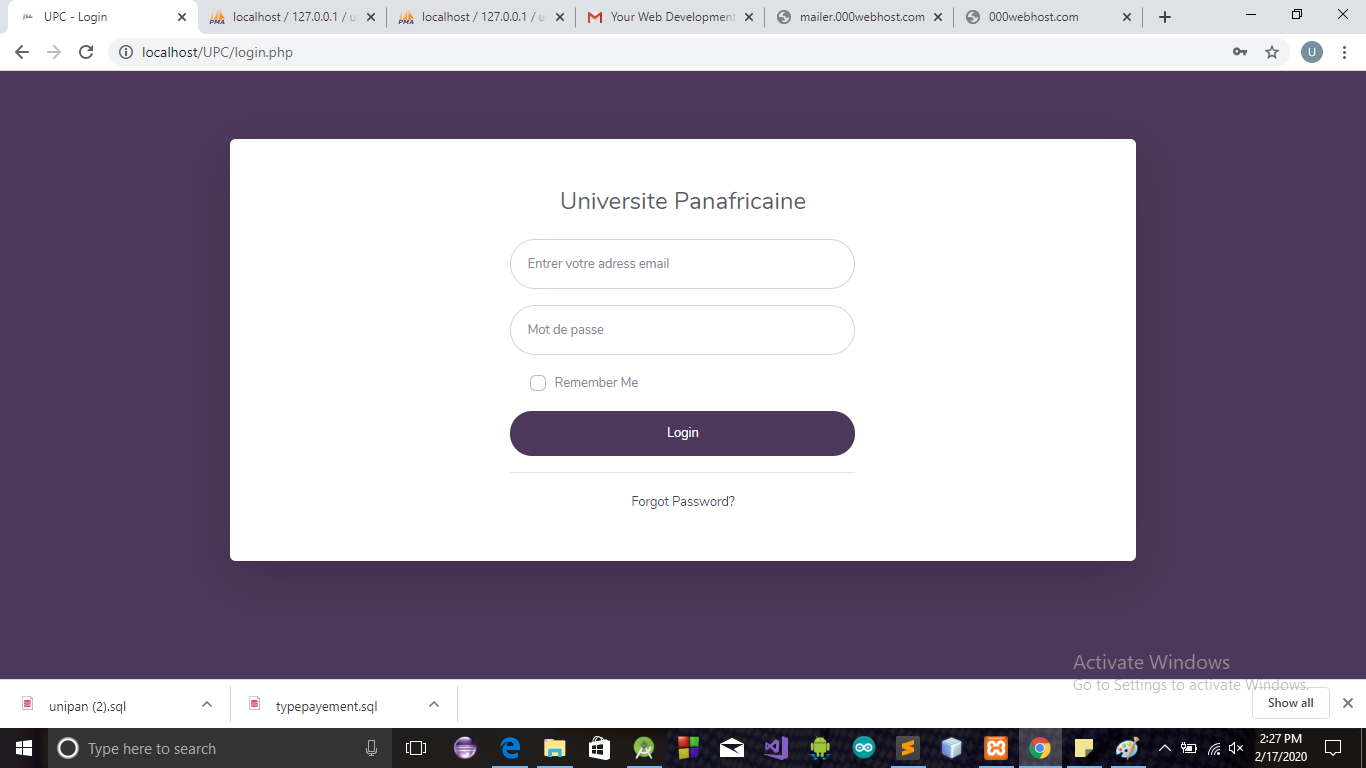 UPC - Login
localhost / 127.0.0.1 / u
localhost / 127.0.0.1 / u
Your Web Development
mailer.000webhost.com
000webhost.com
localhost/UPC/login.php
U
Universite Panafricaine
Entrer votre adress email
Mot de passe
Remember Me
Login
Forgot Password?
Activate Windows
Go to Settings to activate Windows.
unipan (2).sql
typepayement.sql
Show all
Type here to search
2:27 PM
2/17/2020